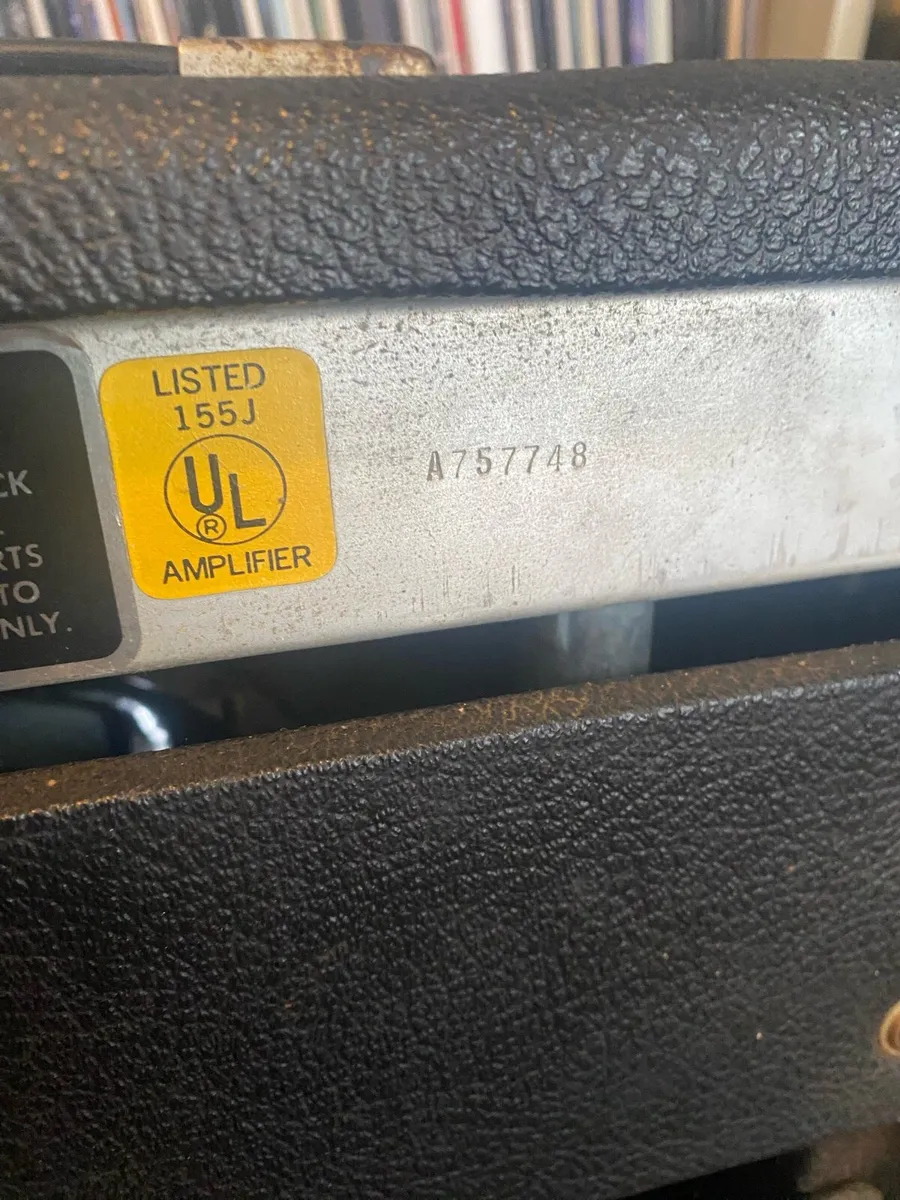 CK
RTS
TO
NLY.
LISTED
155J
UL
®
AMPLIFIER
A757748